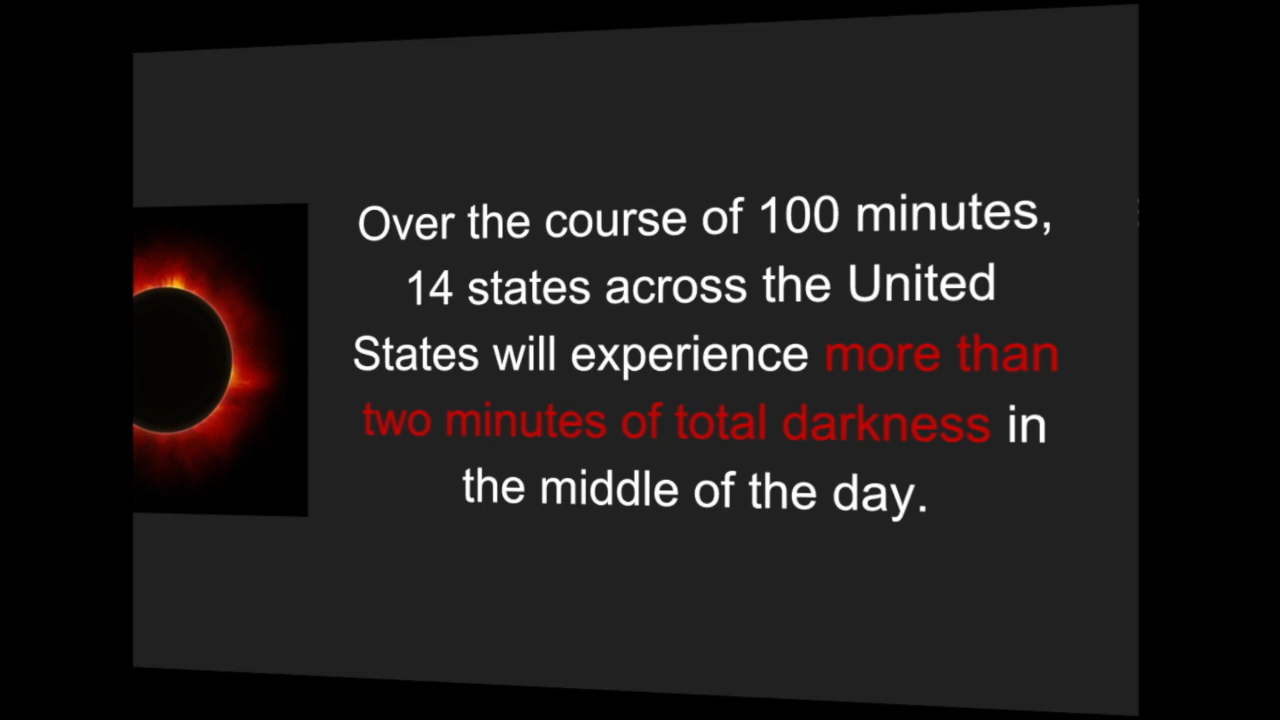 Over the course of 100 minutes,
14 states across the United
States will experience more than
two minutes of total darkness in
the middle of the day.